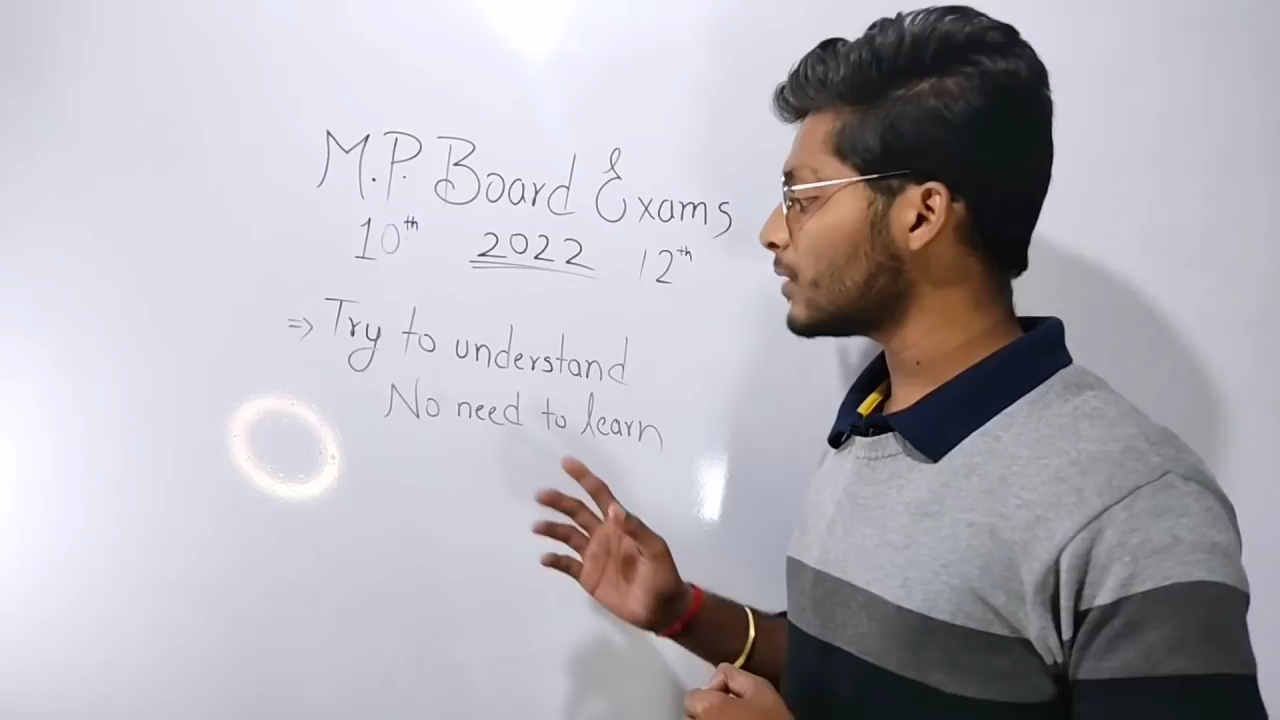 M.P. Board Exams
10th 2022 12th
⇒ Try to understand
No need to learn